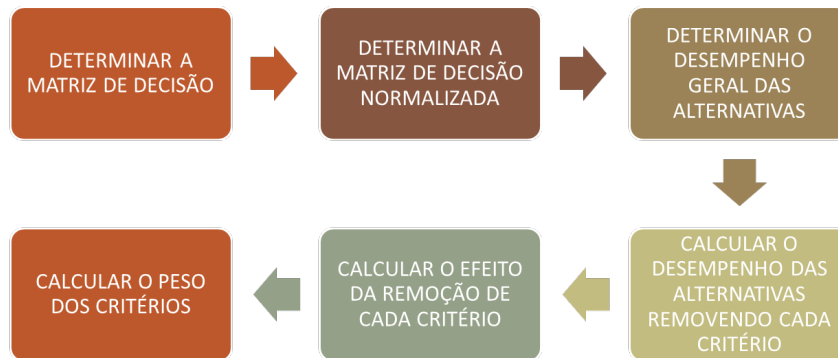 DETERMINAR A
MATRIZ DE DECISÃO
DETERMINAR A
MATRIZ DE DECISÃO
NORMALIZADA
DETERMINAR O
DESEMPENHO
GERAL DAS
ALTERNATIVAS
CALCULAR O
DESEMPENHO DAS
ALTERNATIVAS
REMOVENDO CADA
CRITÉRIO
CALCULAR O EFEITO
DA REMOÇÃO DE
CADA CRITÉRIO
CALCULAR O PESO
DOS CRITÉRIOS